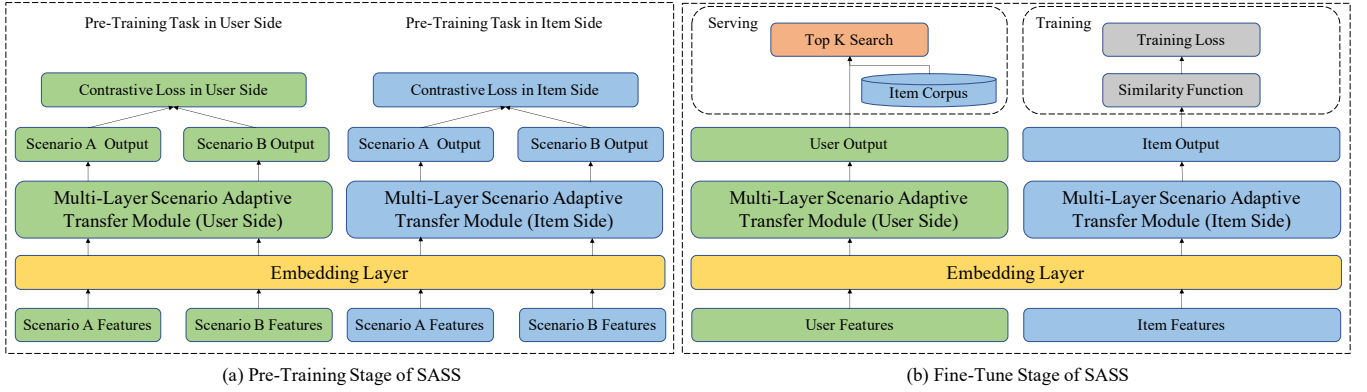 Pre-Training Task in User Side
Pre-Training Task in Item Side
Contrastive Loss in User Side
Contrastive Loss in Item Side
Scenario A Output
Scenario B Output
Scenario A Output
Scenario B Output
Multi-Layer Scenario Adaptive
Transfer Module (User Side)
Multi-Layer Scenario Adaptive
Transfer Module (Item Side)
Embedding Layer
Scenario A Features
Scenario B Features
Scenario A Features
Scenario B Features
(a) Pre-Training Stage of SASS
Serving
Top K Search
Item Corpus
Training
Training Loss
Similarity Function
User Output
Item Output
Multi-Layer Scenario Adaptive
Transfer Module (User Side)
Multi-Layer Scenario Adaptive
Transfer Module (Item Side)
Embedding Layer
User Features
Item Features
(b) Fine-Tune Stage of SASS